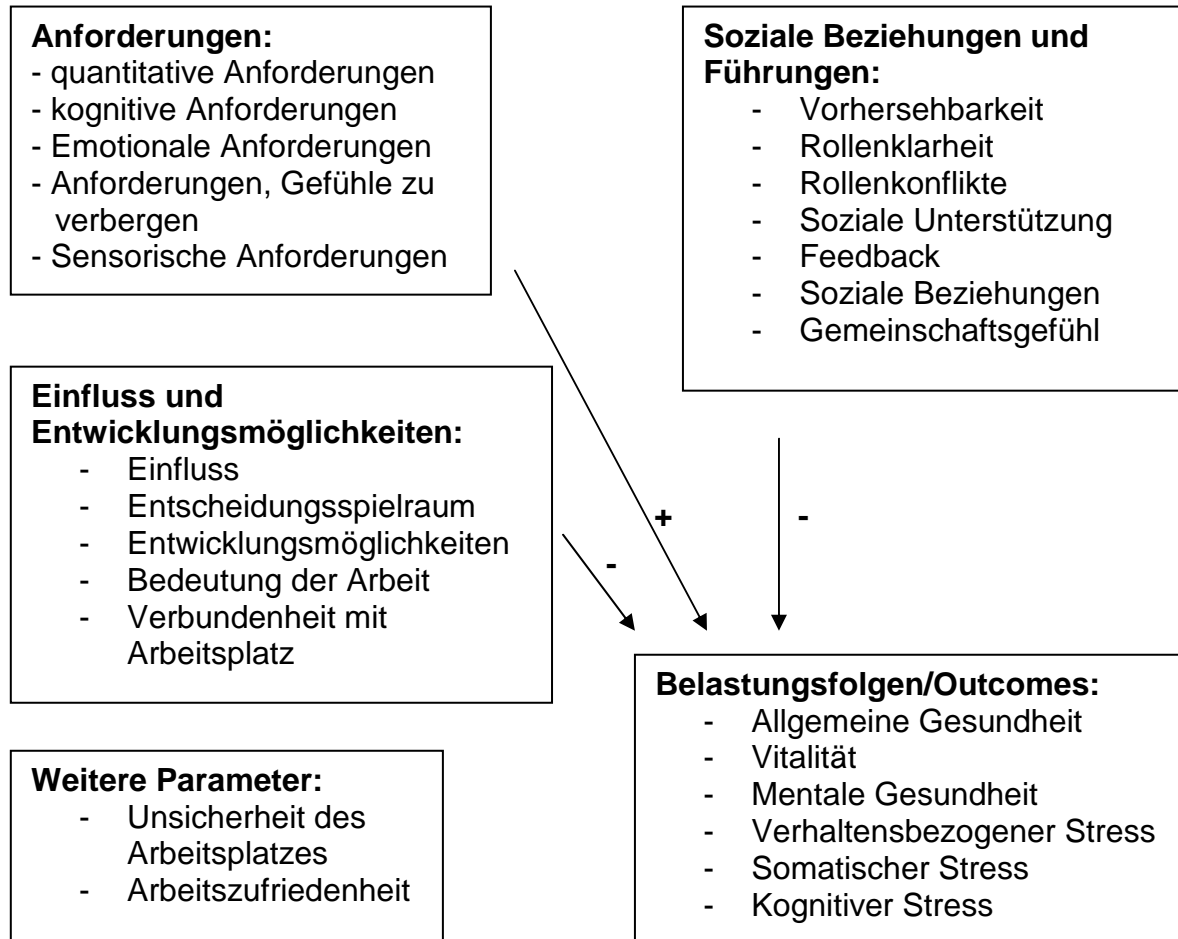 Anforderungen:
- quantitative Anforderungen
- kognitive Anforderungen
- Emotionale Anforderungen
- Anforderungen, Gefühle zu
verbergen
- Sensorische Anforderungen
Soziale Beziehungen und
Führungen:
- Vorhersehbarkeit
- Rollenklarheit
- Rollenkonflikte
- Soziale Unterstützung
- Feedback
- Soziale Beziehungen
- Gemeinschaftsgefühl
Einfluss und
Entwicklungsmöglichkeiten:
- Einfluss
- Entscheidungsspielraum
- Entwicklungsmöglichkeiten
- Bedeutung der Arbeit
- Verbundenheit mit
Arbeitsplatz
+
-
-
Belastungsfolgen/Outcomes:
- Allgemeine Gesundheit
- Vitalität
- Mentale Gesundheit
- Verhaltensbezogener Stress
- Somatischer Stress
- Kognitiver Stress
Weitere Parameter:
- Unsicherheit des
Arbeitsplatzes
- Arbeitszufriedenheit